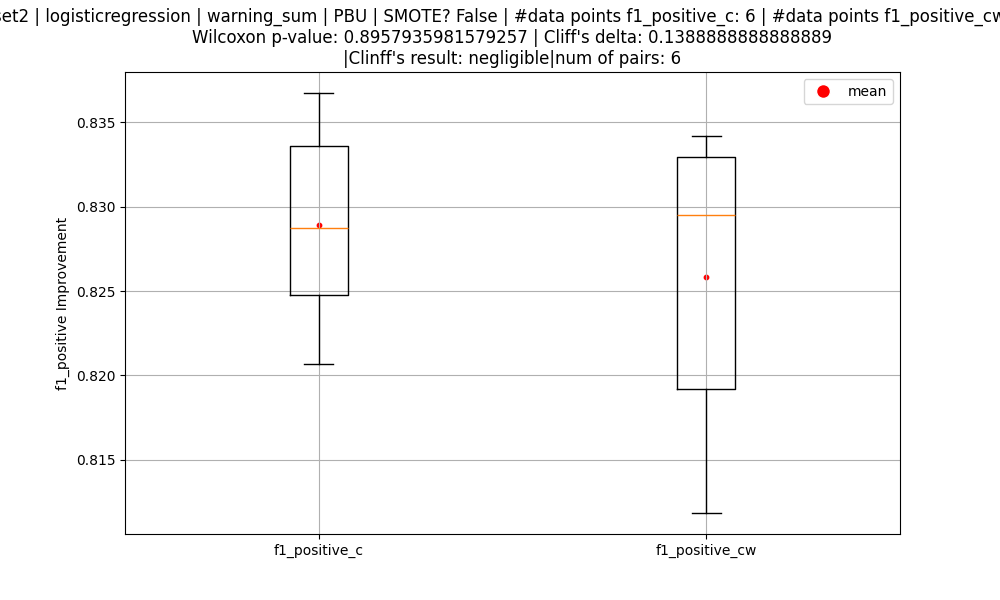 set2 | logisticregression | warning_sum | PBU | SMOTE? False | #data points f1_positive_c: 6 | #data points f1_positive_cw
Wilcoxon p-value: 0.8957935981579257 | Cliff's delta: 0.1388888888888889
|Clinff's result: negligible|num of pairs: 6
mean
0.835
0.830
0.825
0.820
0.815
f1_positive Improvement
f1_positive_c
f1_positive_cw